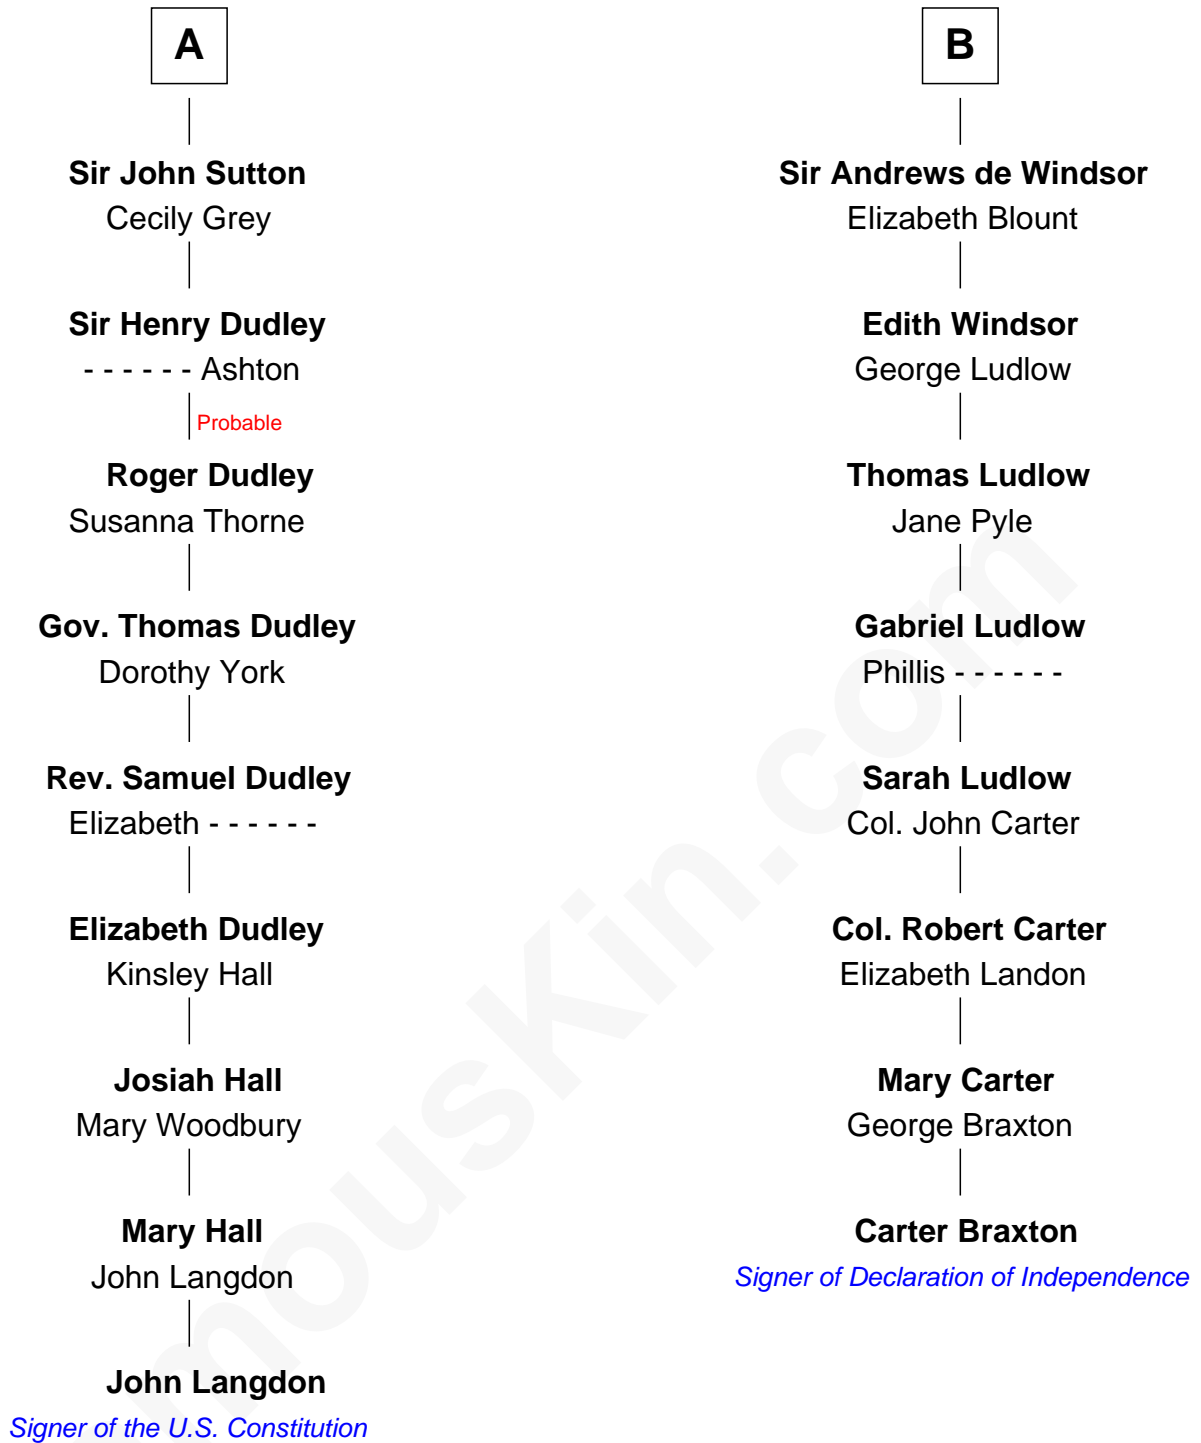 A
Sir John Sutton
Cecily Grey
Sir Henry Dudley
- - - - - - Ashton
Probable
Roger Dudley
Susanna Thorne
Gov. Thomas Dudley
Dorothy York
Rev. Samuel Dudley
Elizabeth - - - - - -
Elizabeth Dudley
Kinsley Hall
Josiah Hall
Mary Woodbury
Mary Hall
John Langdon
John Langdon
Signer of the U.S. Constitution
B
Sir Andrews de Windsor
Elizabeth Blount
Edith Windsor
George Ludlow
Thomas Ludlow
Jane Pyle
Gabriel Ludlow
Phillis - - - - - -
Sarah Ludlow
Col. John Carter
Col. Robert Carter
Elizabeth Landon
Mary Carter
George Braxton
Carter Braxton
Signer of Declaration of Independence
mousKin.com